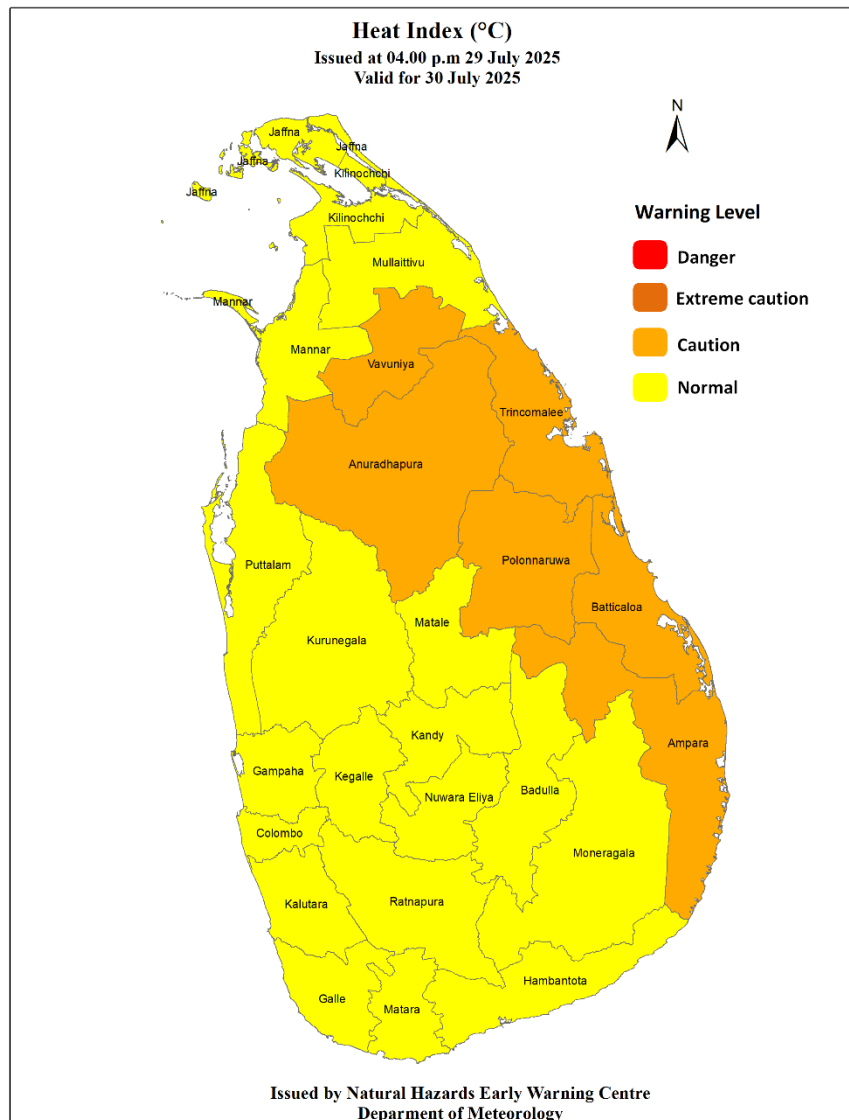 Heat Index (°C)
Issued at 04.00 p.m 29 July 2025
Valid for 30 July 2025
N
Jaffna
Jaffna
Jaffna
Kilinochchi
Jaffna
Kilinochchi
Warning Level
Mullaittivu
Danger
Mannar
Extreme caution
Mannar
Caution
Vavuniya
Normal
Trincomalee
Anuradhapura
Puttalam
Polonnaruwa
Batticaloa
Matale
Kurunegala
Kandy
Ampara
Gampaha
Kegalle
Nuwara Eliya
Badulla
Colombo
Moneragala
Kalutara
Ratnapura
Hambantota
Galle
Matara
Issued by Natural Hazards Early Warning Centre
Deparment of Meteorology